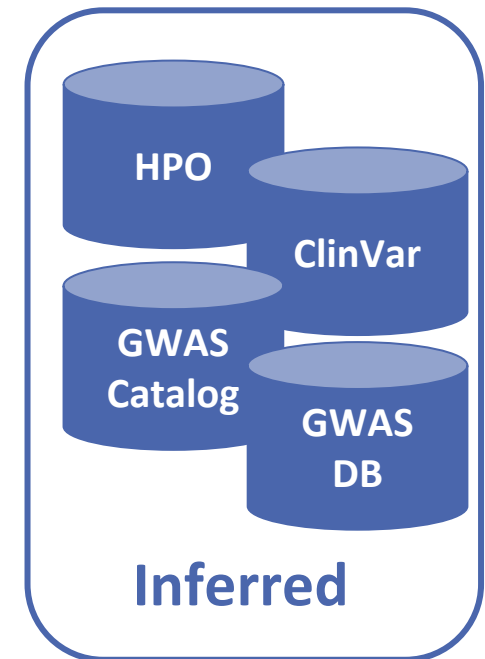 HPO
ClinVar
GWAS
Catalog
GWAS
DB
Inferred